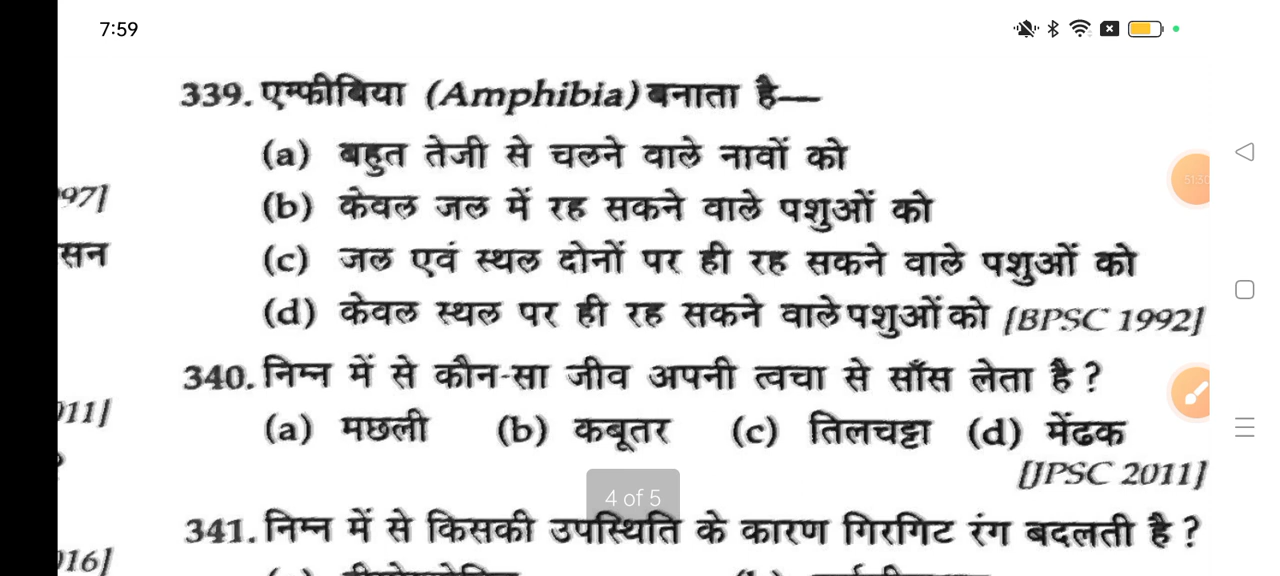 7:59
339. एम्फीबिया (Amphibia) बनाता है—
(a) बहुत तेजी से चलने वाले नावों को
97]
(b) केवल जल में रह सकने वाले पशुओं को
सन
(c) जल एवं स्थल दोनों पर ही रह सकने वाले पशुओं को
(d) केवल स्थल पर ही रह सकने वाले पशुओं को [BPSC 1992]
340. निम्न में से कौन-सा जीव अपनी त्वचा से साँस लेता है ?
011]
(a) मछली (b) कबूतर (c) तिलचट्टा (d) मेंढक
[JPSC 2011]
4 of 5
341. निम्न में से किसकी उपस्थिति के कारण गिरगिट रंग बदलती है ?
016]